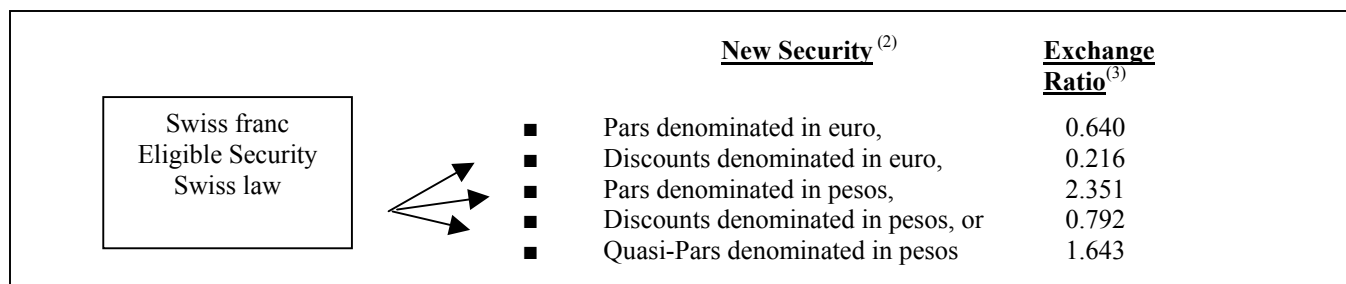 New Security (2) Exchange
Ratio(3)
Swiss franc
Eligible Security
Swiss law
■ Pars denominated in euro, 0.640
■ Discounts denominated in euro, 0.216
■ Pars denominated in pesos, 2.351
■ Discounts denominated in pesos, or 0.792
■ Quasi-Pars denominated in pesos 1.643